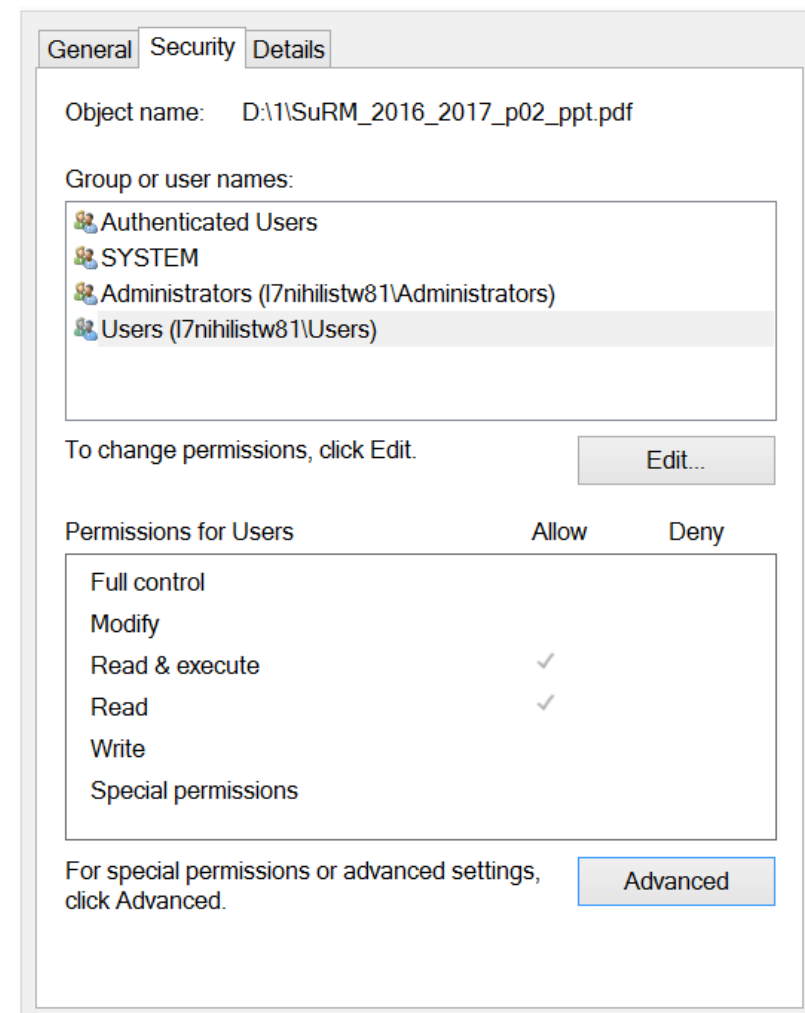 General Security Details
Object name: D:\1\SuRM_2016_2017_p02_ppt.pdf
Group or user names:
Authenticated Users
SYSTEM
Administrators (I7nihilistw81\Administrators)
Users (I7nihilistw81\Users)
To change permissions, click Edit.
Edit...
Permissions for Users Allow Deny
Full control
Modify
Read & execute
Read
Write
Special permissions
For special permissions or advanced settings,
click Advanced.
Advanced